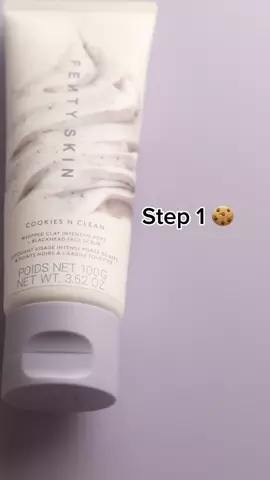 FENTY SKIN
COOKIES N CLEAN
WHIPPED CLAY INTENSIVE PORE
+ BLACKHEAD FACE SCRUB
POIDS NET 100G
NET WT. 3.52 OZ.
Step 1 🍪